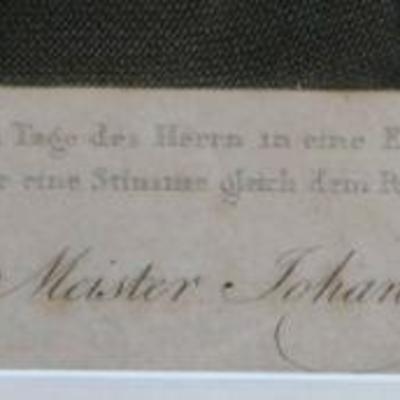 Tage des Herrn in eine E
eine Stimme gleich dem P
Meister Johan